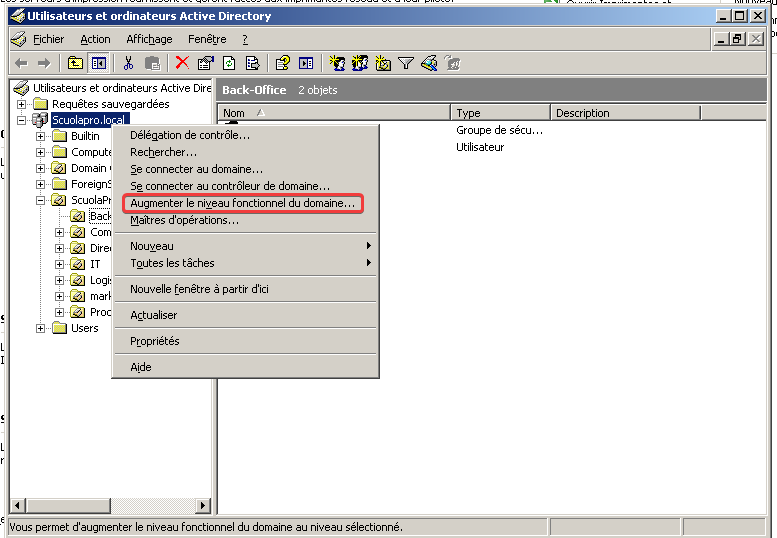 Utilisateurs et ordinateurs Active Directory
Fichier Action Affichage Fenêtre ?
Utilisateurs et ordinateurs Active Dire
Requêtes sauvegardées
Scuolapro.local
Builtin
Compute
Domain
ForeignS
ScuolaPr
Back
Com
Direc
IT
Logis
mark
Proc
Users
Back-Office 2 objets
Nom Type Description
Groupe de sécu...
Utilisateur
Délégation de contrôle...
Rechercher...
Se connecter au domaine...
Se connecter au contrôleur de domaine...
Augmenter le niveau fonctionnel du domaine...
Maîtres d'opérations...
Nouveau
Toutes les tâches
Nouvelle fenêtre à partir d'ici
Actualiser
Propriétés
Aide
Vous permet d'augmenter le niveau fonctionnel du domaine au niveau sélectionné.